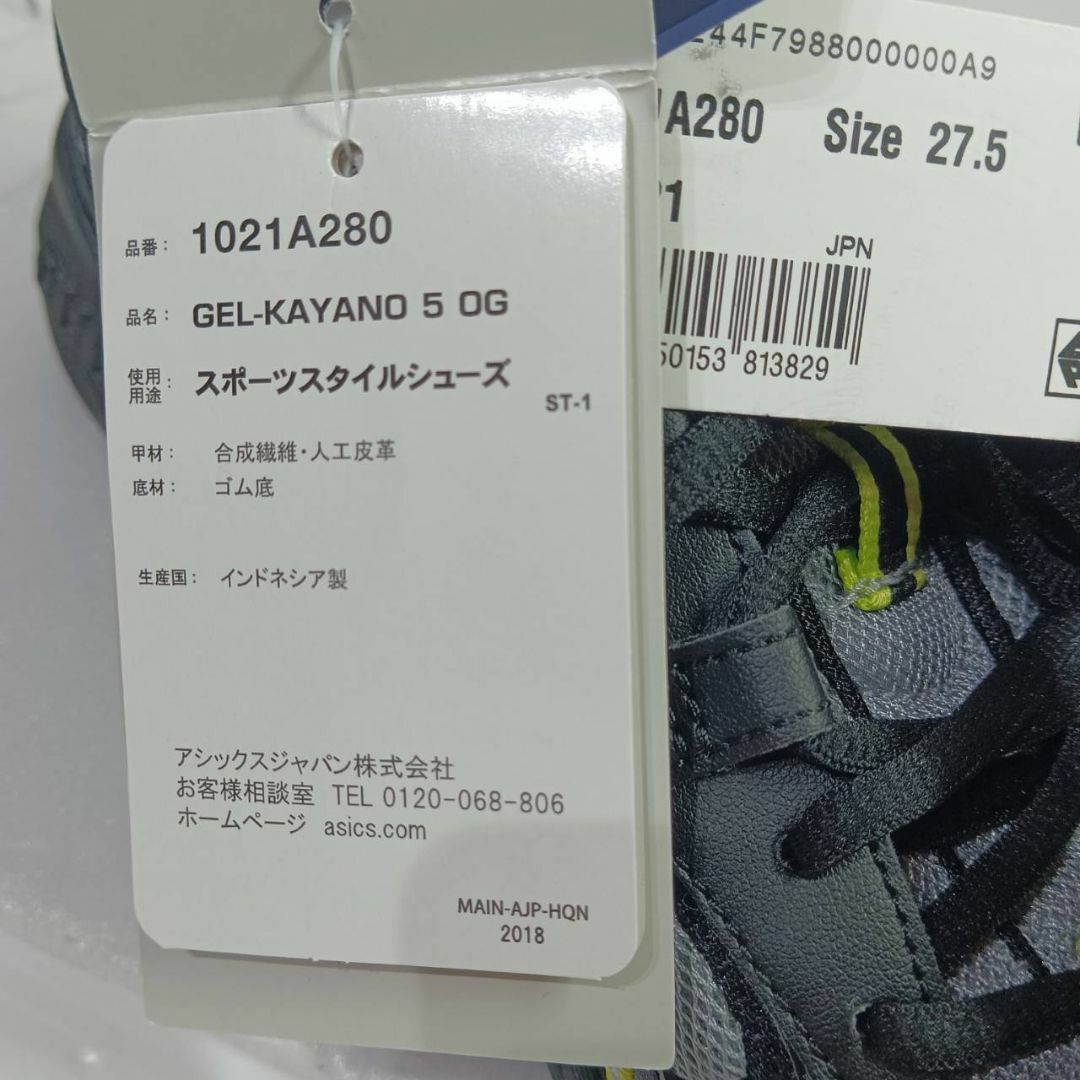 品番： 1021A280
品名： GEL-KAYANO 5 OG
使用用途： スポーツスタイルシューズ
ST-1
甲材： 合成繊維・人工皮革
底材： ゴム底
生産国： インドネシア製
アシックスジャパン株式会社
お客様相談室 TEL 0120-068-806
ホームページ asics.com
MAIN-AJP-HQN
2018
44F7988000000A9
A280 Size 27.5
1
JPN
50153 813829